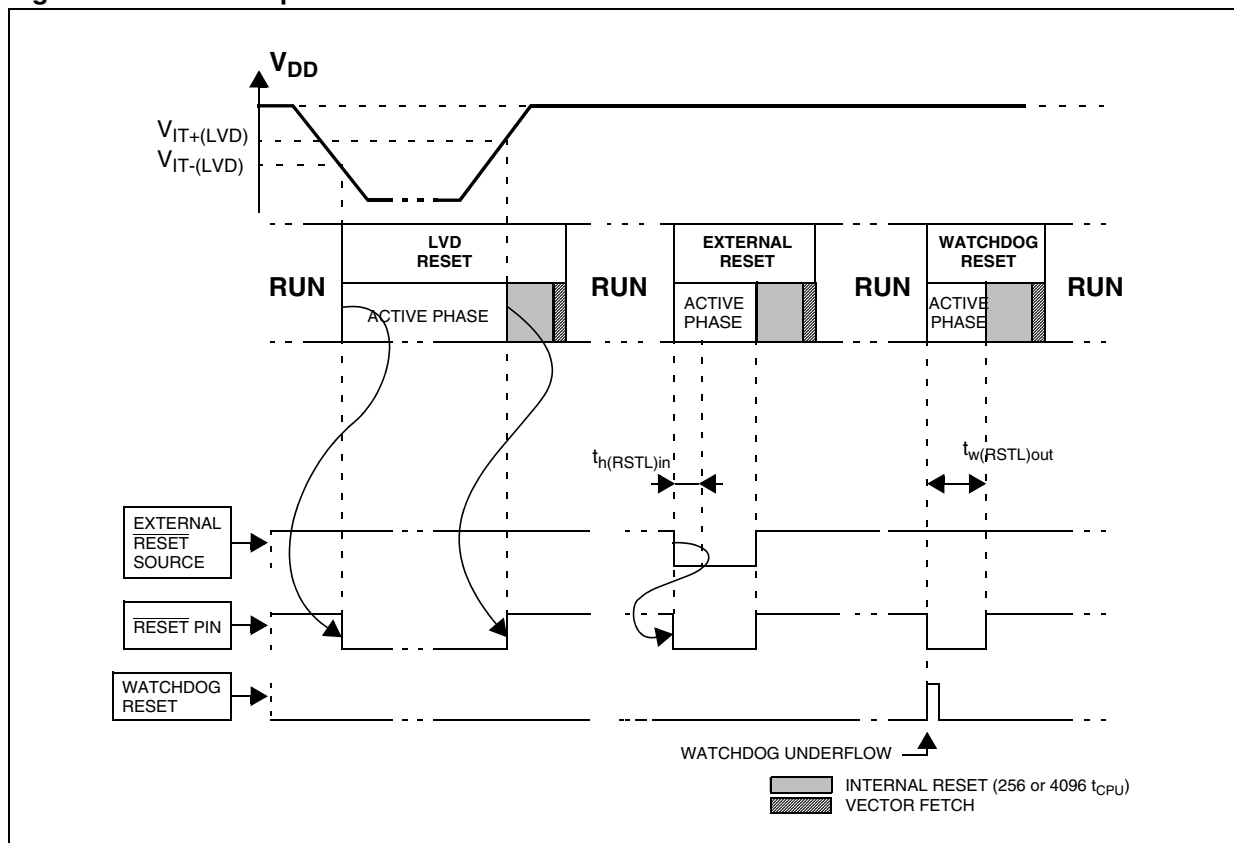 V_DD
V_IT+(LVD)
V_IT-(LVD)
LVD
RESET
EXTERNAL
RESET
WATCHDOG
RESET
RUN
RUN
RUN
RUN
ACTIVE PHASE
ACTIVE
PHASE
ACTIVE
PHASE
t_h(RSTL)in
t_w(RSTL)out
EXTERNAL
RESET
SOURCE
RESET PIN
WATCHDOG
RESET
WATCHDOG UNDERFLOW
INTERNAL RESET (256 or 4096 t_CPU)
VECTOR FETCH